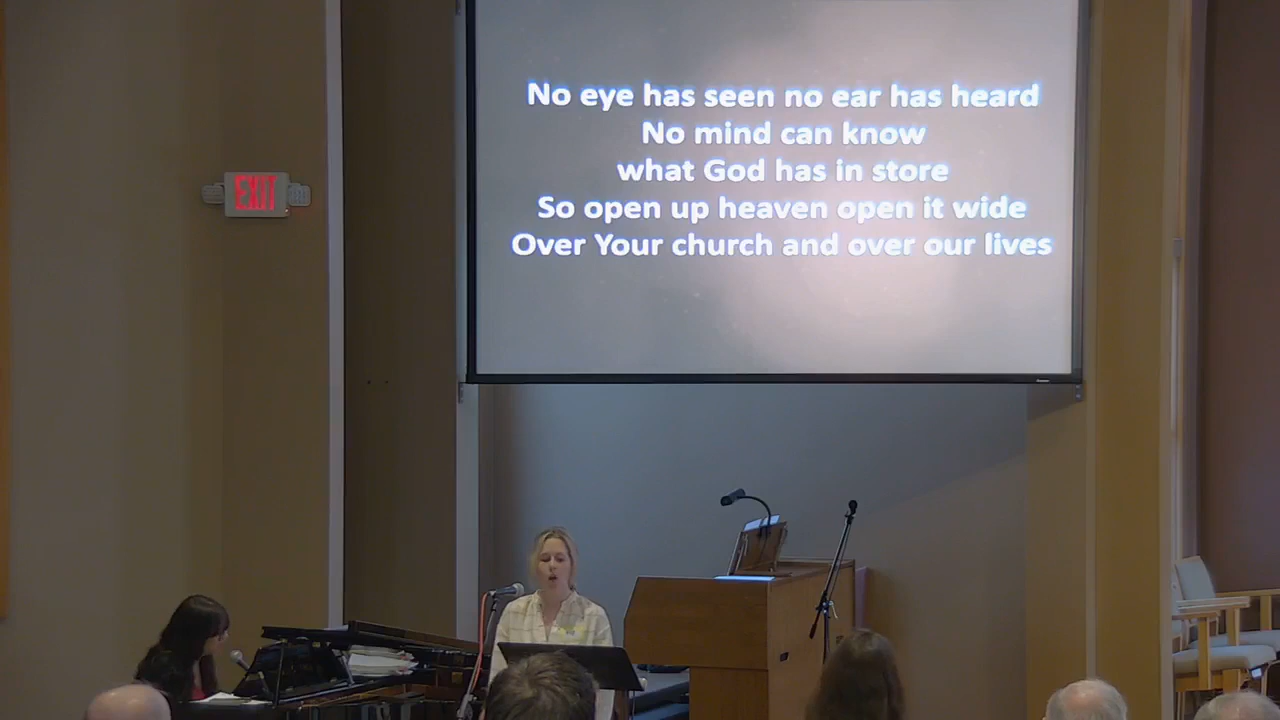 No eye has seen no ear has heard
No mind can know
what God has in store
So open up heaven open it wide
Over Your church and over our lives
EXIT